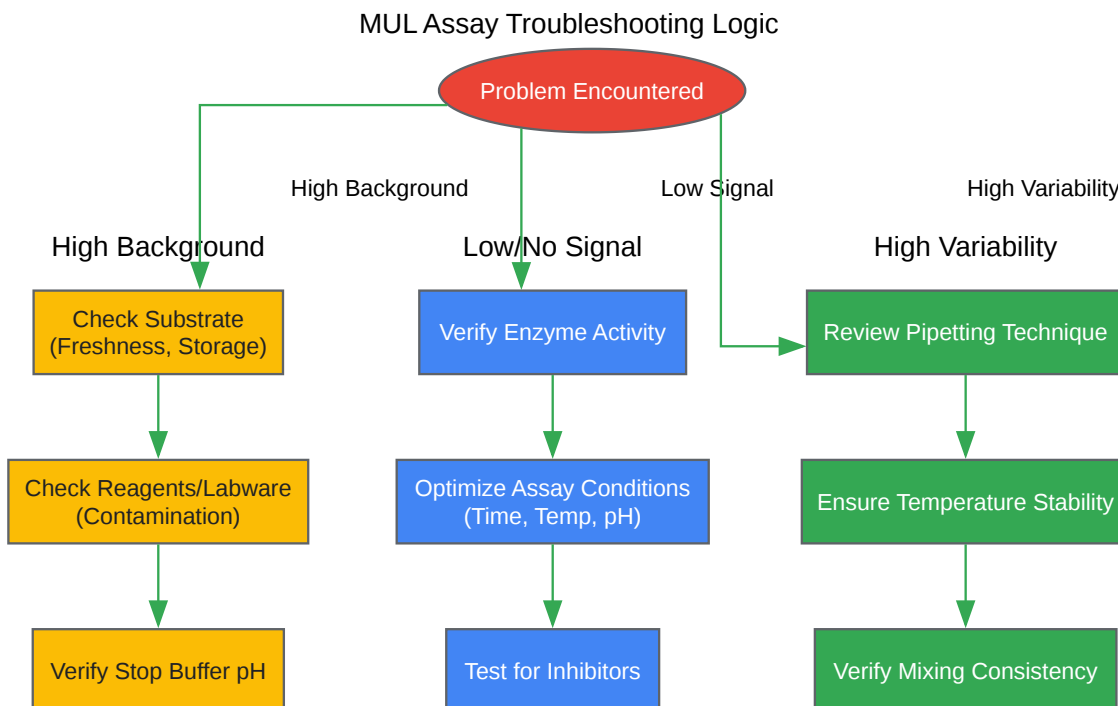 MUL Assay Troubleshooting Logic
Problem Encountered
High Background
Low Signal
High Variability
High Background
Low/No Signal
High Variability
Check Substrate
(Freshness, Storage)
Verify Enzyme Activity
Review Pipetting Technique
Check Reagents/Labware
(Contamination)
Optimize Assay Conditions
(Time, Temp, pH)
Ensure Temperature Stability
Verify Stop Buffer pH
Test for Inhibitors
Verify Mixing Consistency